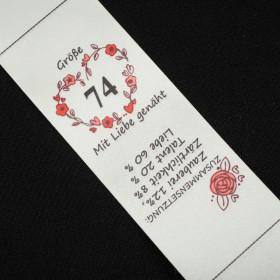 Größe
74
Mit Liebe genäht
ZUSAMMENSETZUNG:
Zauberei 12%,
Zärtlichkeit 8%,
Talent 20 %
Liebe 60 %